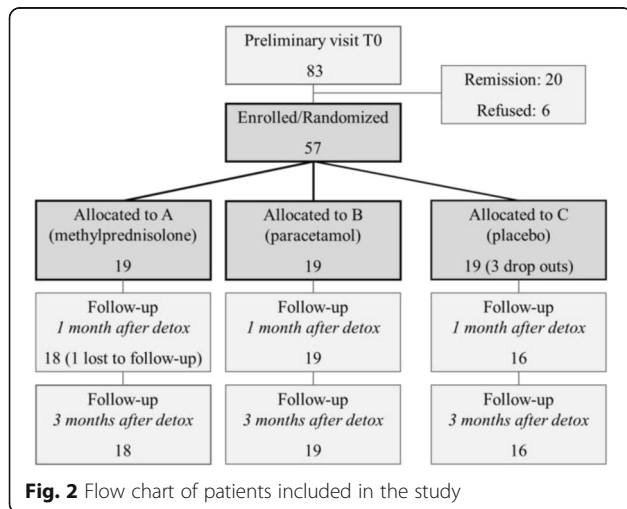 Preliminary visit T0
83
Remission: 20
Refused: 6
Enrolled/Randomized
57
Allocated to A
(methylprednisolone)
19
Allocated to B
(paracetamol)
19
Allocated to C
(placebo)
19 (3 drop outs)
Follow-up
1 month after detox
18 (1 lost to follow-up)
Follow-up
1 month after detox
19
Follow-up
1 month after detox
16
Follow-up
3 months after detox
18
Follow-up
3 months after detox
19
Follow-up
3 months after detox
16
Fig. 2 Flow chart of patients included in the study